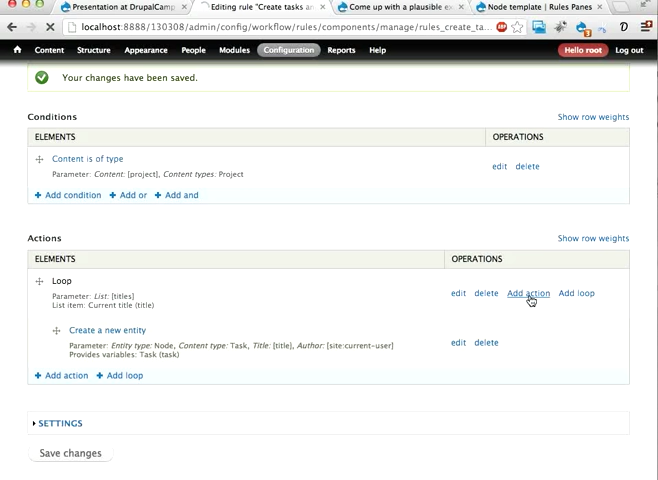 Presentation at DrupalCamp
Editing rule "Create tasks an
Come up with a plausible ex
Node template | Rules Panes
localhost:8888/130308/admin/config/workflow/rules/components/manage/rules_create_ta...
Content Structure Appearance People Modules Configuration Reports Help Hello root Log out
Your changes have been saved.
Conditions Show row weights
ELEMENTS OPERATIONS
Content is of type edit delete
Parameter: Content: [project], Content types: Project
Add condition Add or Add and
Actions Show row weights
ELEMENTS OPERATIONS
Loop
Parameter: List: [titles] edit delete Add action Add loop
List item: Current title (title)
Create a new entity
Parameter: Entity type: Node, Content type: Task, Title: [title], Author: [site:current-user] edit delete
Provides variables: Task (task)
Add action Add loop
SETTINGS
Save changes